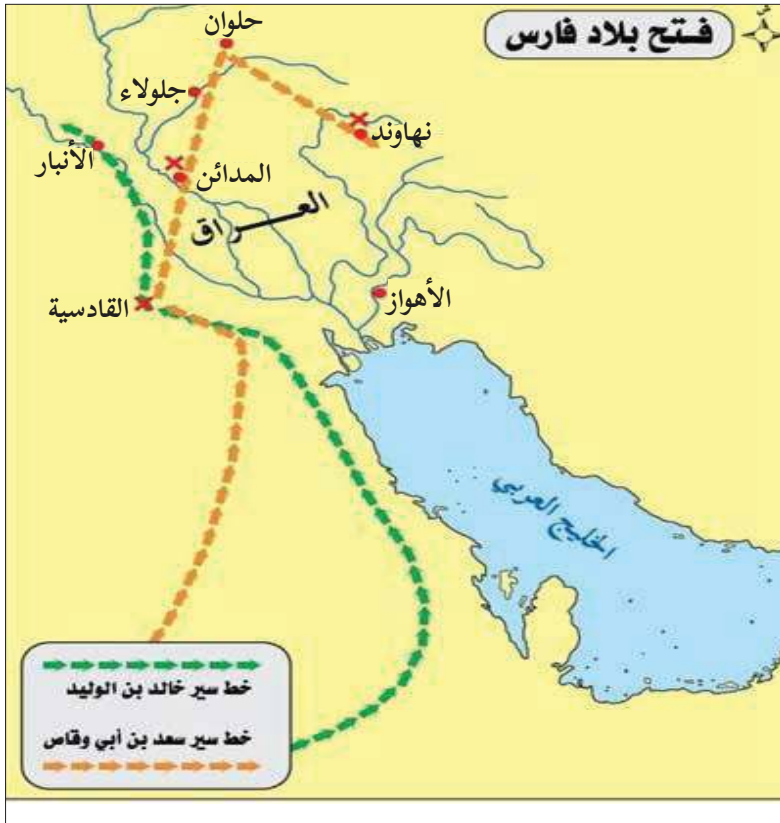 فتح بلاد فارس
ش
حلوان
جلولاء
نهاوند
الأنبار
المدائن
العراق
القادسية
الأهواز
الخليج العربي
خط سير خالد بن الوليد
خط سير سعد بن أبي وقاص